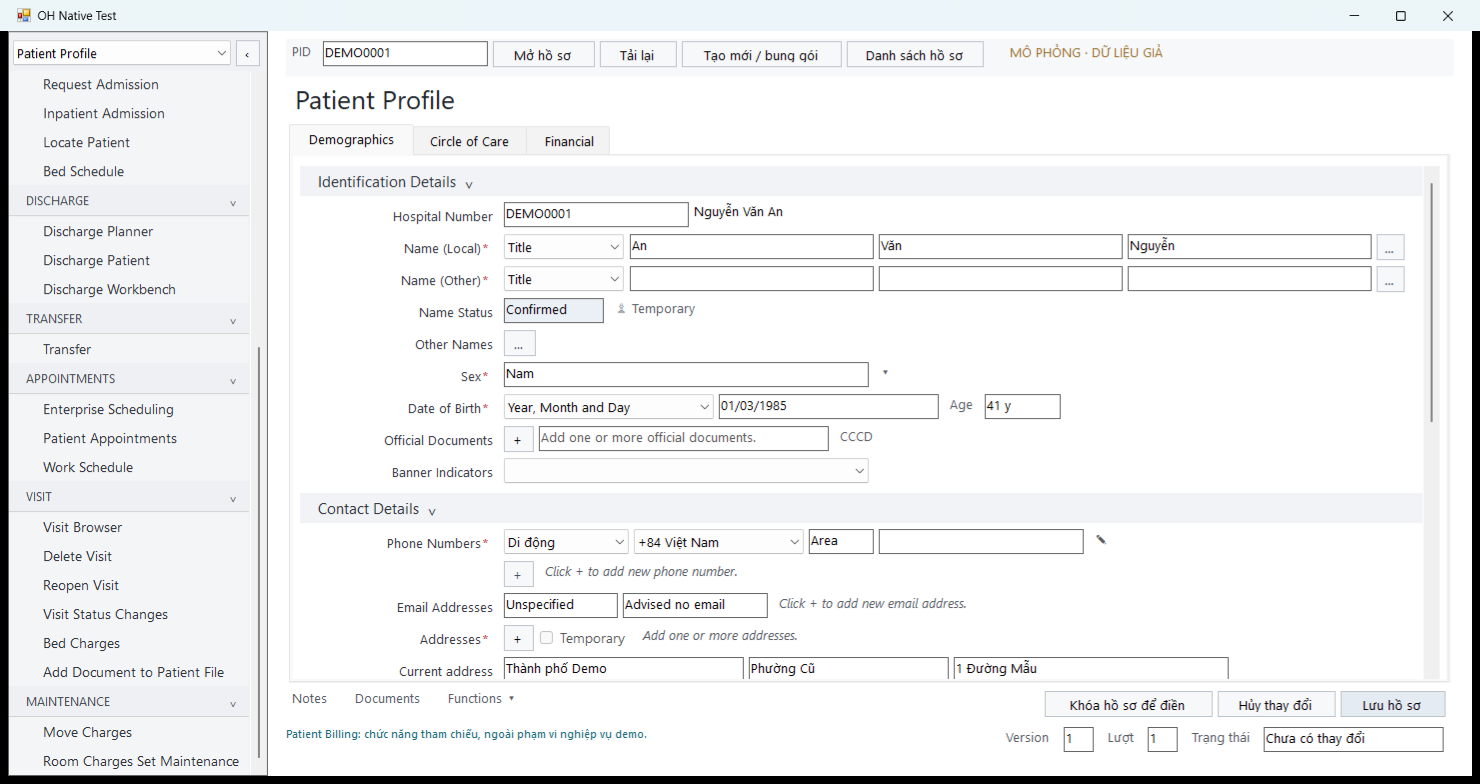 OH Native Test
Patient Profile
Request Admission
Inpatient Admission
Locate Patient
Bed Schedule
DISCHARGE
Discharge Planner
Discharge Patient
Discharge Workbench
TRANSFER
Transfer
APPOINTMENTS
Enterprise Scheduling
Patient Appointments
Work Schedule
VISIT
Visit Browser
Delete Visit
Reopen Visit
Visit Status Changes
Bed Charges
Add Document to Patient File
MAINTENANCE
Move Charges
Room Charges Set Maintenance
PID DEMO0001 Mở hồ sơ Tải lại Tạo mới / bung gói Danh sách hồ sơ MÔ PHỎNG · DỮ LIỆU GIẢ
Patient Profile
Demographics Circle of Care Financial
Identification Details
Hospital Number DEMO0001 Nguyễn Văn An
Name (Local)* Title An Văn Nguyễn ...
Name (Other)* Title ...
Name Status Confirmed Temporary
Other Names ...
Sex* Nam
Date of Birth* Year, Month and Day 01/03/1985 Age 41 y
Official Documents + Add one or more official documents. CCCD
Banner Indicators
Contact Details
Phone Numbers* Di động +84 Việt Nam Area
+ Click + to add new phone number.
Email Addresses Unspecified Advised no email Click + to add new email address.
Addresses* + Temporary Add one or more addresses.
Current address Thành phố Demo Phường Cũ 1 Đường Mẫu
Notes Documents Functions
Khóa hồ sơ để điền Hủy thay đổi Lưu hồ sơ
Patient Billing: chức năng tham chiếu, ngoài phạm vi nghiệp vụ demo.
Version 1 Lượt 1 Trạng thái Chưa có thay đổi